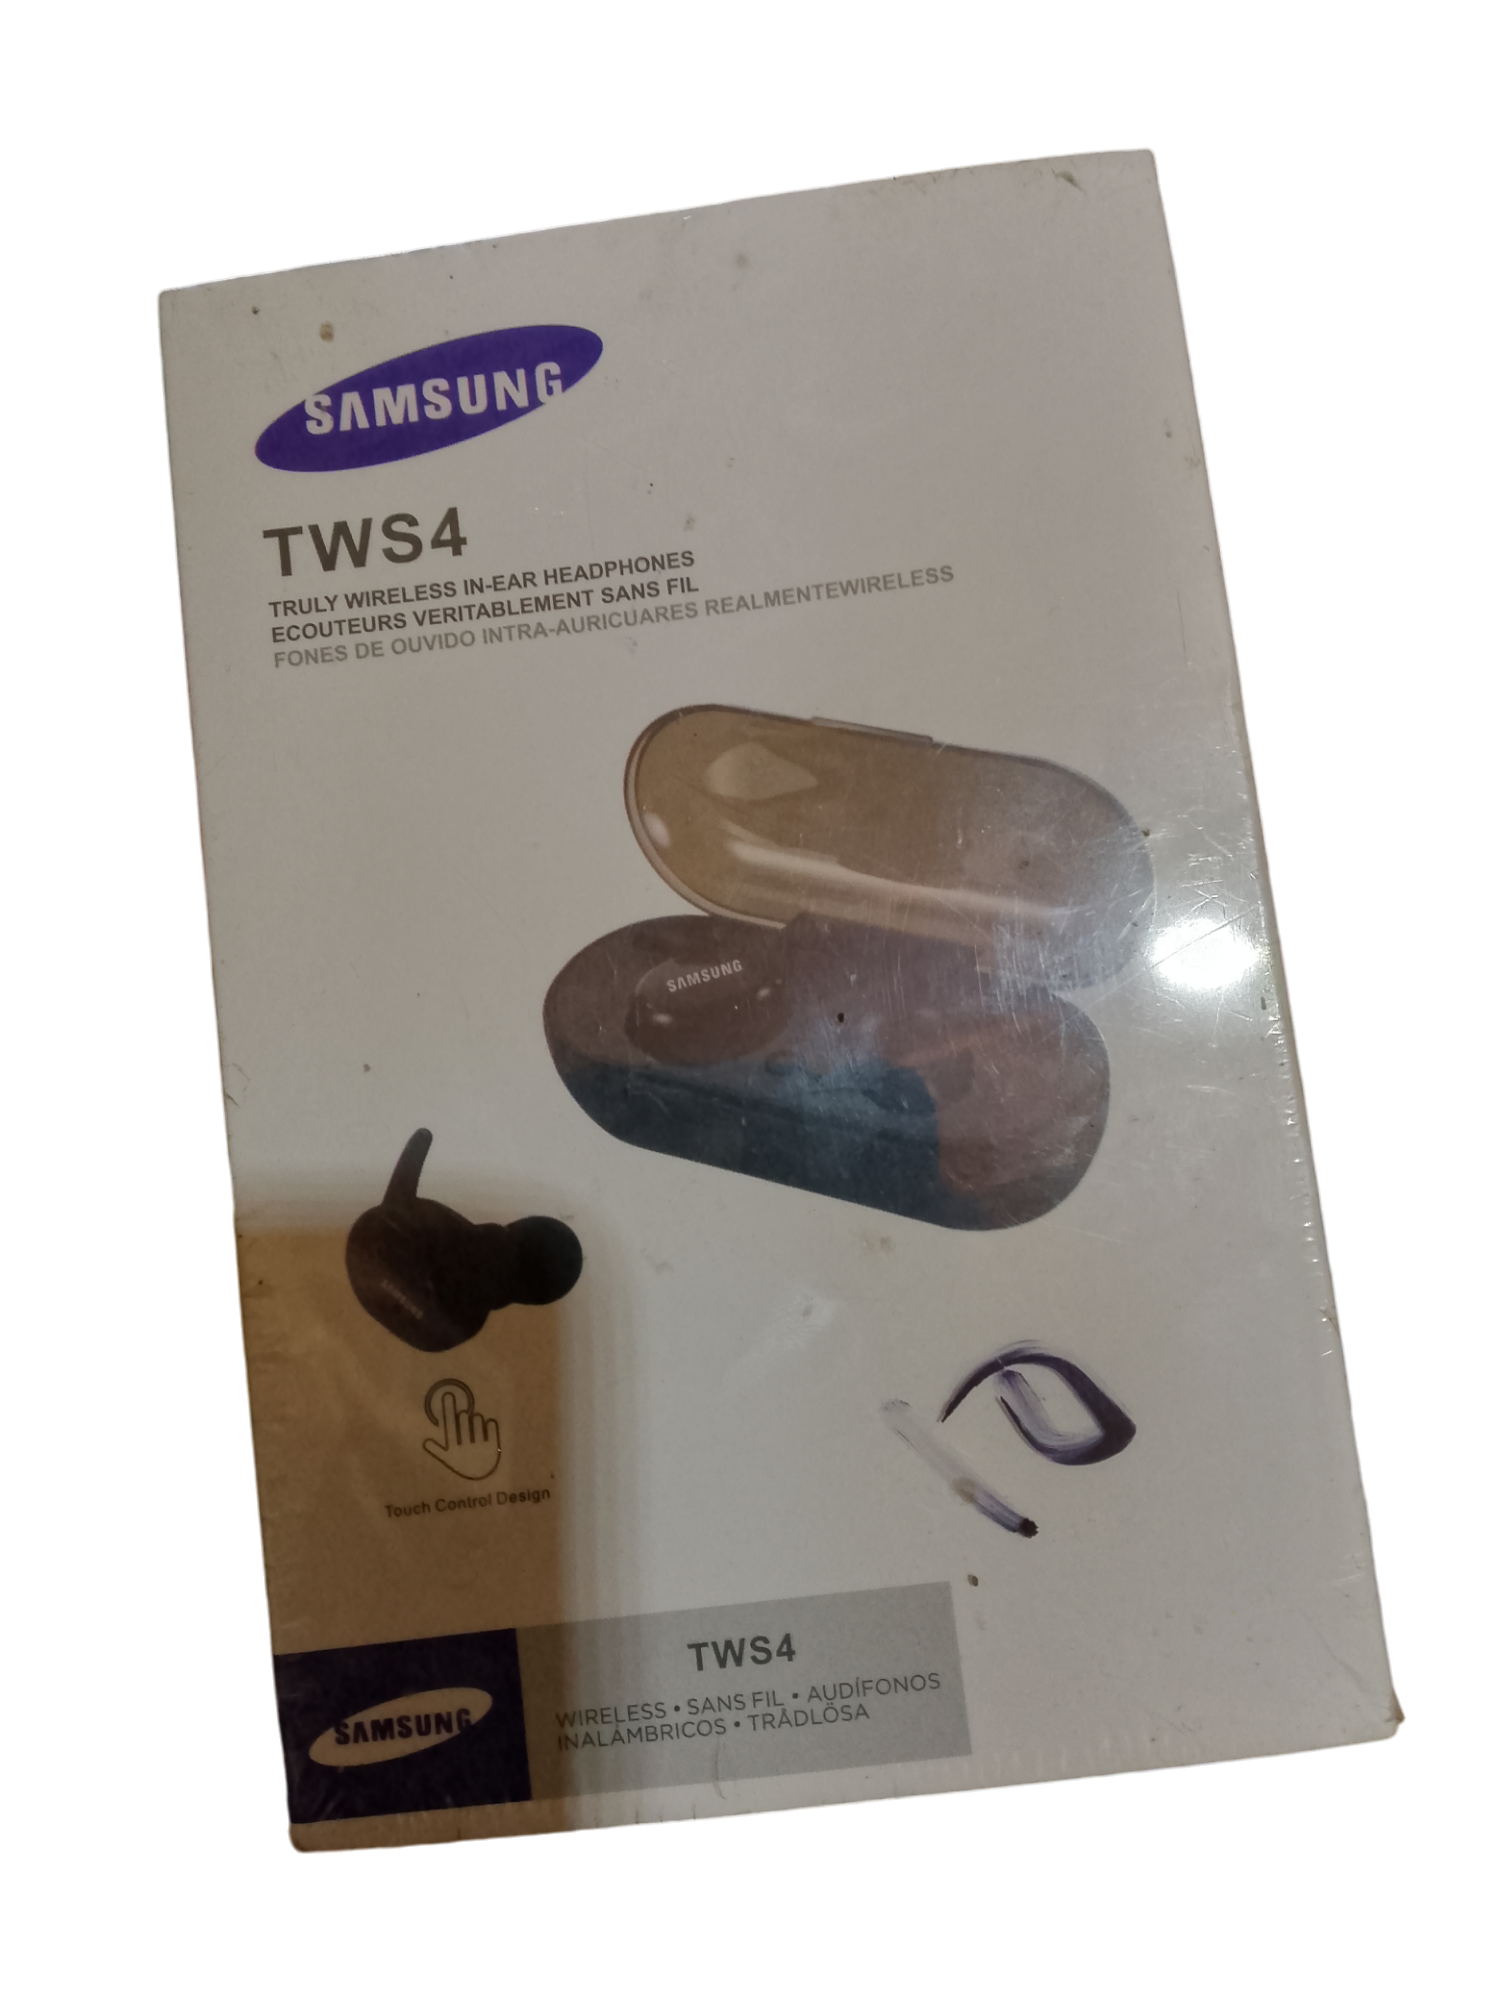 SAMSUNG
TWS4
TRULY WIRELESS IN-EAR HEADPHONES
ECOUTEURS VERITABLEMENT SANS FIL
FONES DE OUVIDO INTRA-AURICUARES REALMENTEWIRELESS
SAMSUNG
SAMSUNG
Touch Control Design
SAMSUNG
TWS4
WIRELESS • SANS FIL • AUDÍFONOS
INALÁMBRICOS • TRÅDLÖSA